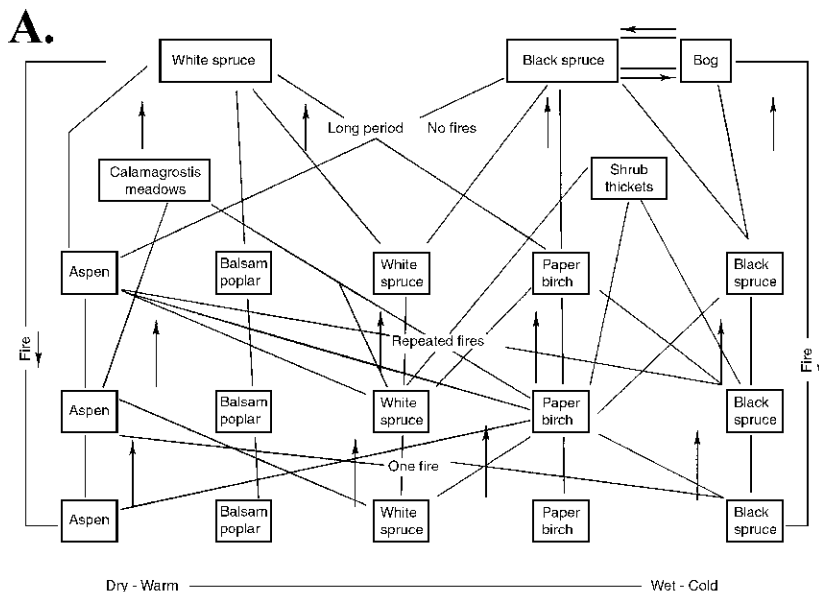 A.
White spruce
Black spruce
Bog
Long period
No fires
Calamagrostis
meadows
Shrub
thickets
Aspen
Balsam
poplar
White
spruce
Paper
birch
Black
spruce
Fire
Repeated fires
Fire
Aspen
Balsam
poplar
White
spruce
Paper
birch
Black
spruce
One fire
Aspen
Balsam
poplar
White
spruce
Paper
birch
Black
spruce
Dry - Warm
Wet - Cold